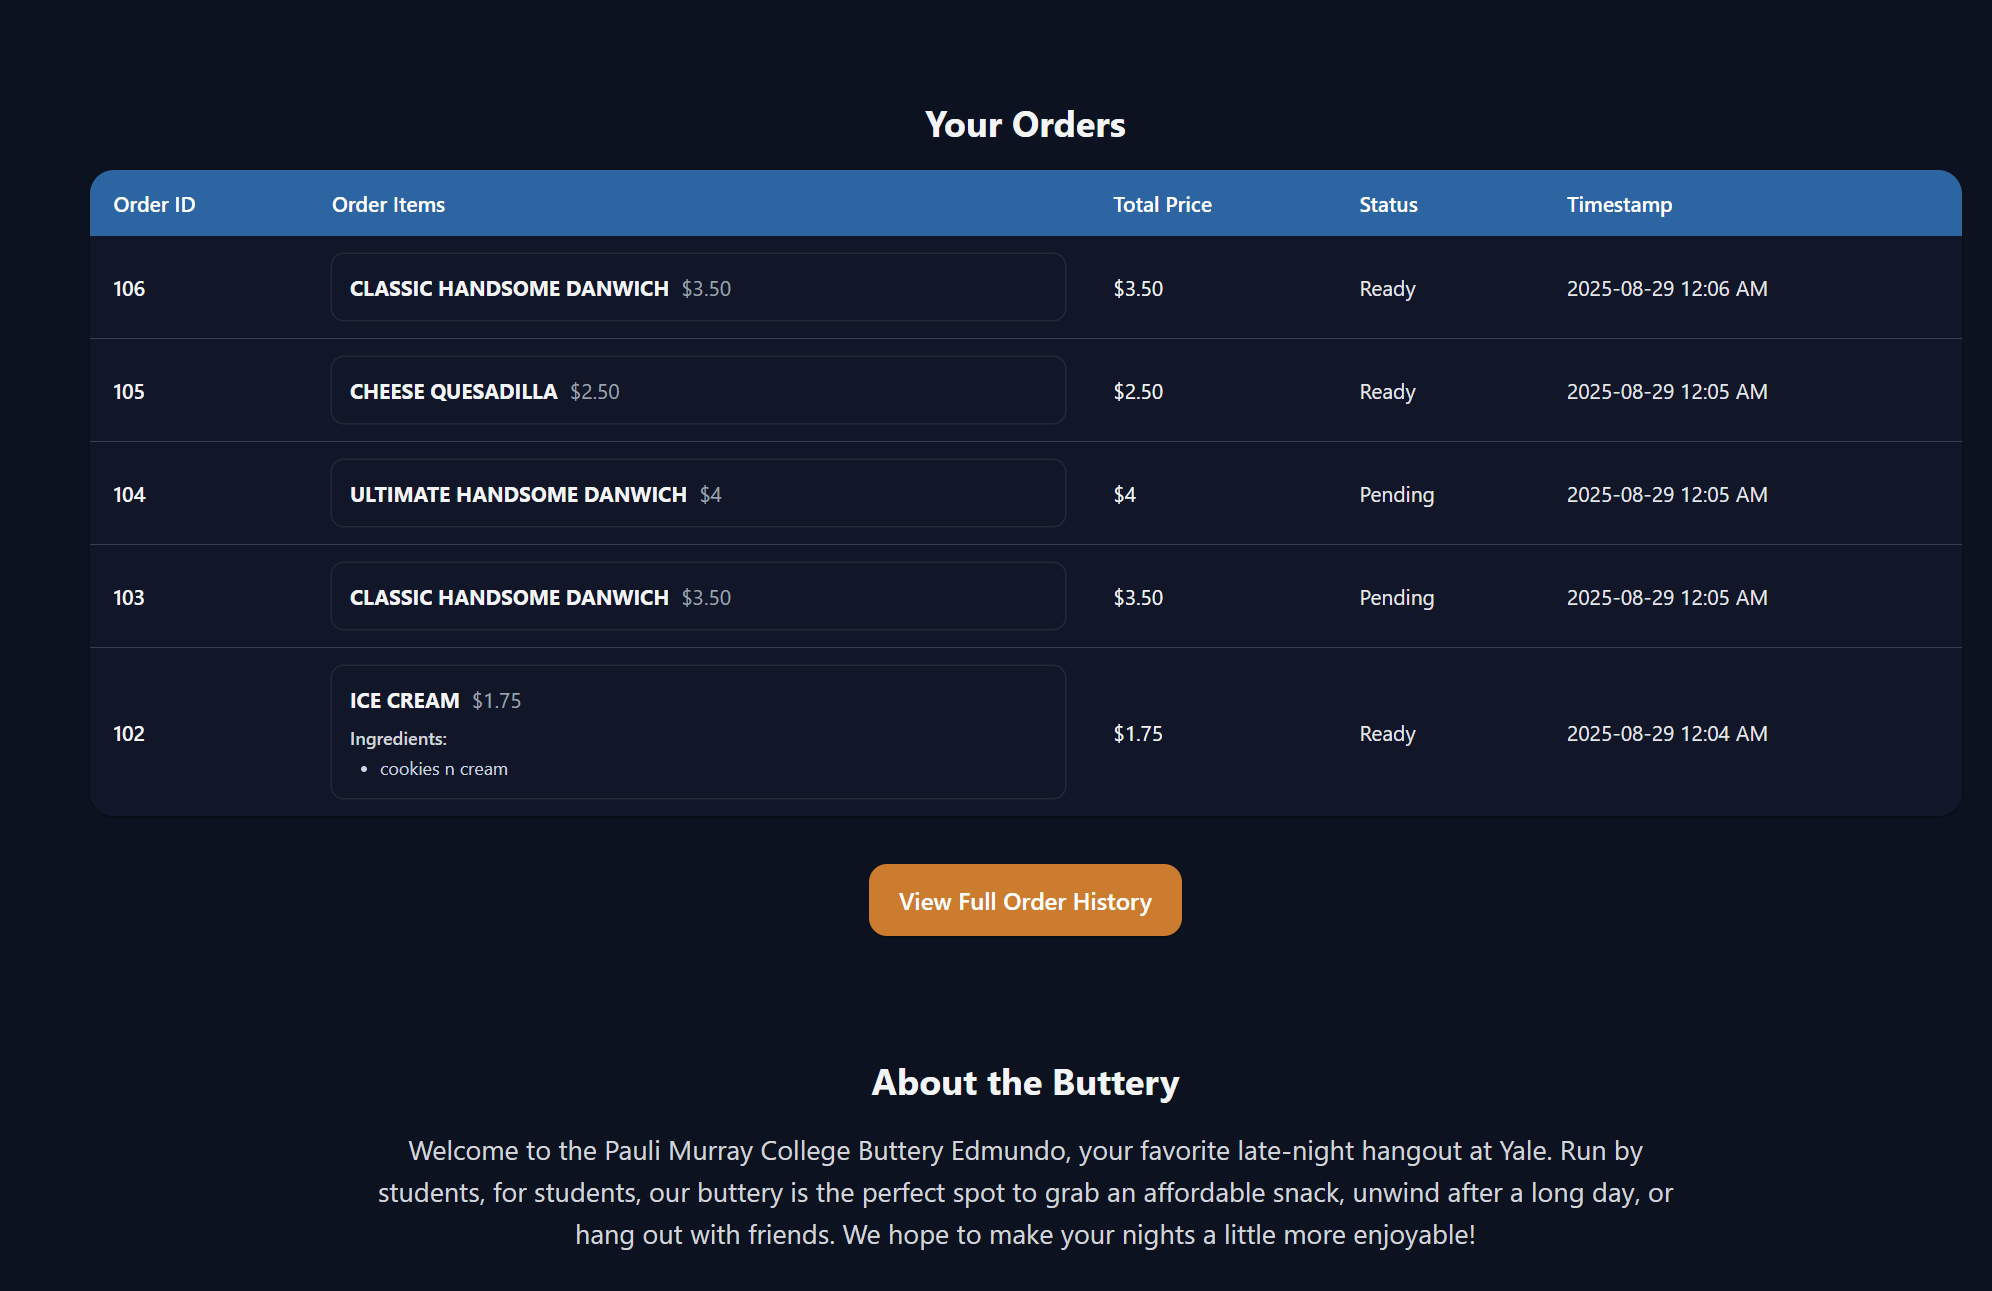 Your Orders
Order ID Order Items Total Price Status Timestamp
106 CLASSIC HANDSOME DANWICH $3.50 $3.50 Ready 2025-08-29 12:06 AM
105 CHEESE QUESADILLA $2.50 $2.50 Ready 2025-08-29 12:05 AM
104 ULTIMATE HANDSOME DANWICH $4 $4 Pending 2025-08-29 12:05 AM
103 CLASSIC HANDSOME DANWICH $3.50 $3.50 Pending 2025-08-29 12:05 AM
ICE CREAM $1.75
102 Ingredients: $1.75 Ready 2025-08-29 12:04 AM
• cookies n cream
View Full Order History
About the Buttery
Welcome to the Pauli Murray College Buttery Edmundo, your favorite late-night hangout at Yale. Run by
students, for students, our buttery is the perfect spot to grab an affordable snack, unwind after a long day, or
hang out with friends. We hope to make your nights a little more enjoyable!